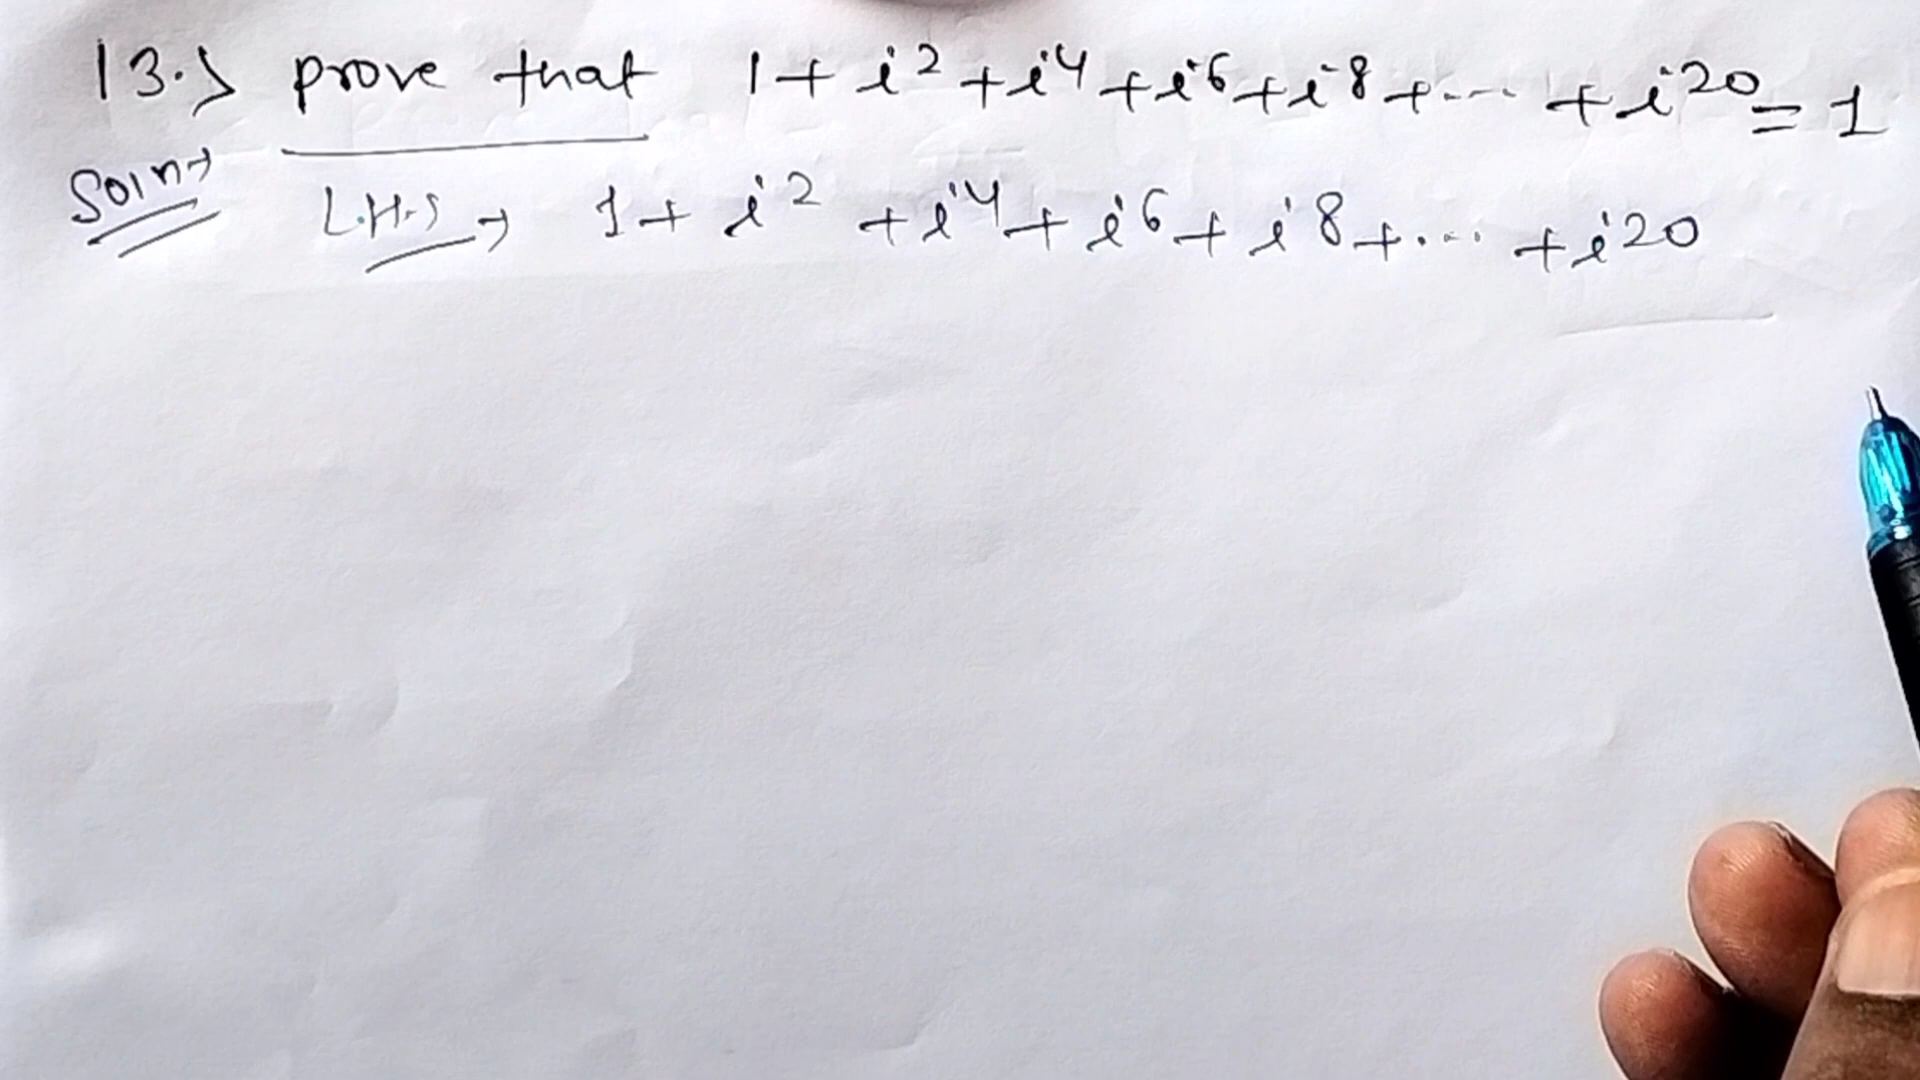 13.) prove that 1 + i² + i⁴ + i⁶ + i⁸ + .... + i²⁰ = 1
Soln→ L.H.S → 1 + i² + i⁴ + i⁶ + i⁸ + .... + i²⁰